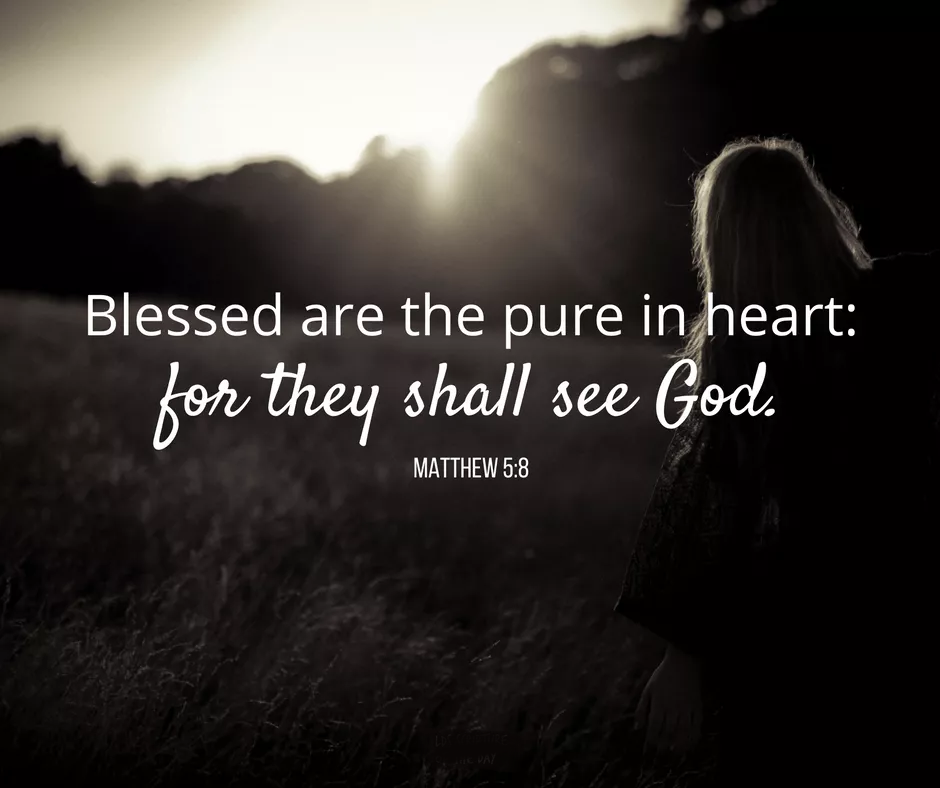 Blessed are the pure in heart:
for they shall see God.
MATTHEW 5:8